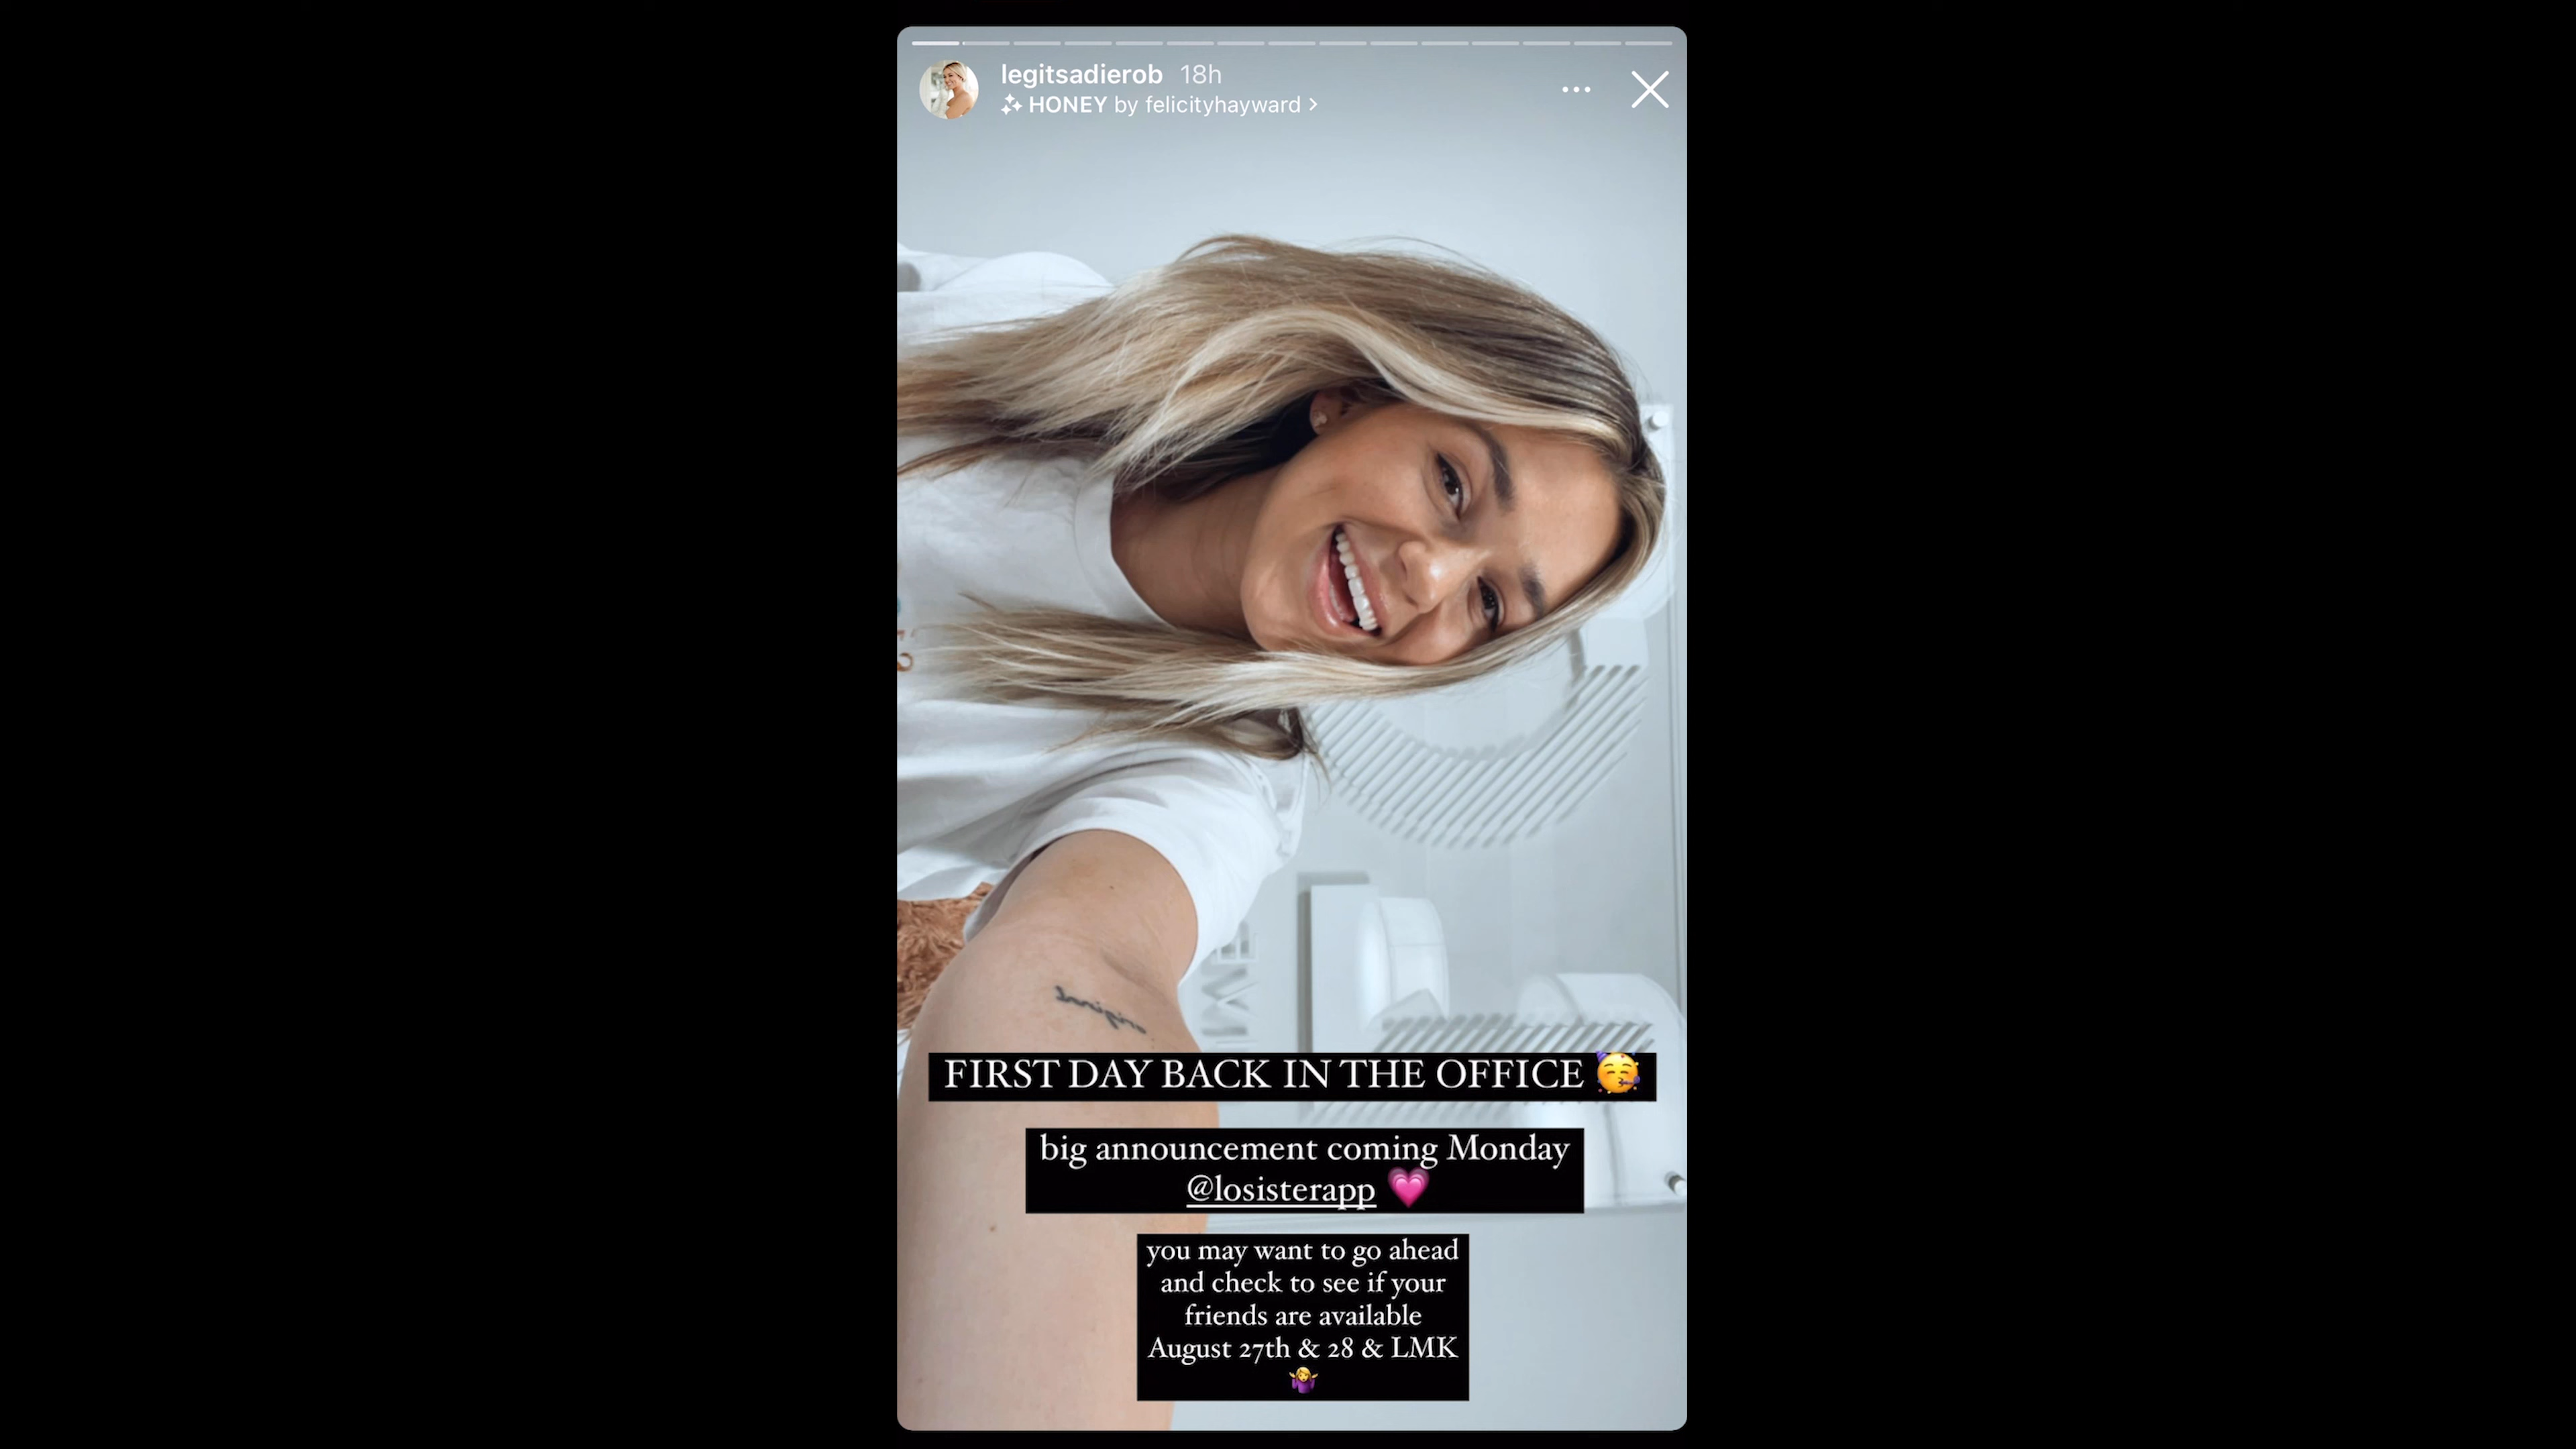 legitsadierob 18h
HONEY by felicityhayward >
original
FIRST DAY BACK IN THE OFFICE 🥳
big announcement coming Monday
@losisterapp 💗
you may want to go ahead
and check to see if your
friends are available
August 27th & 28 & LMK
🤷‍♀️